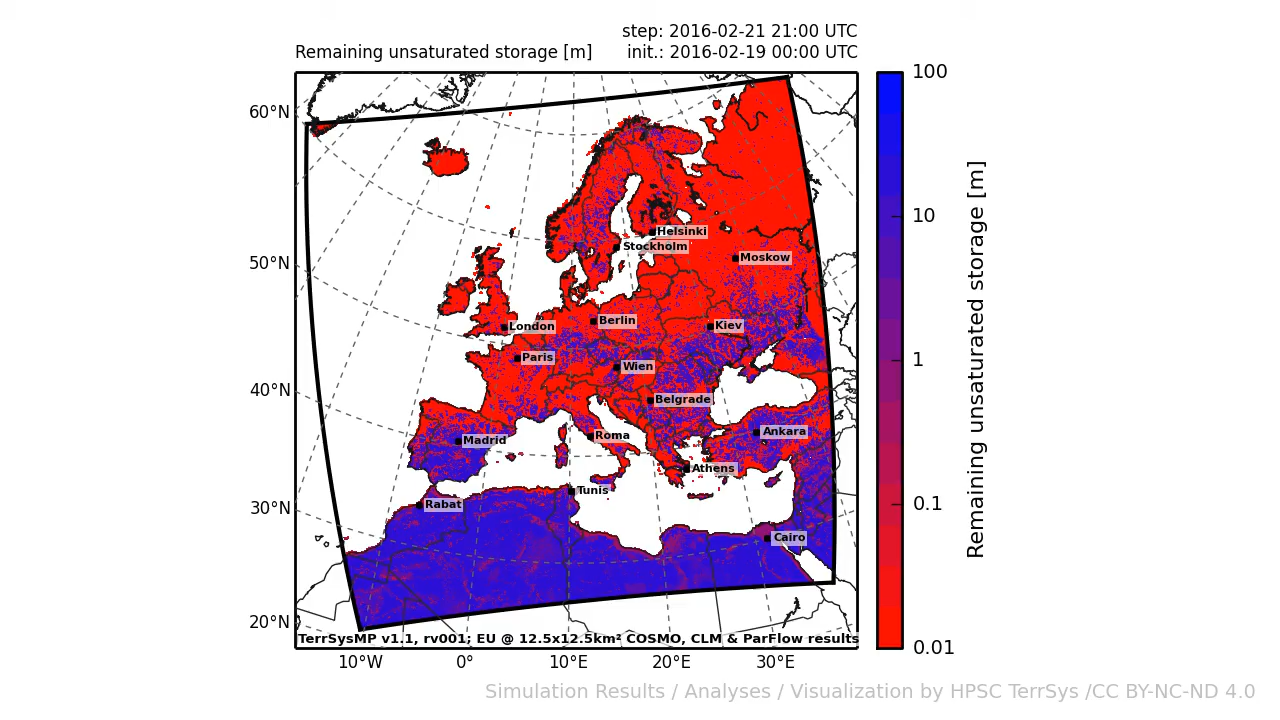 step: 2016-02-21 21:00 UTC
Remaining unsaturated storage [m] init.: 2016-02-19 00:00 UTC
100
60°N
10
Helsinki
Stockholm
50°N
Moskow
Berlin
London
Kiev
Paris
1
Wien
40°N
Belgrade
Ankara
Roma
Madrid
Athens
Tunis
0.1
Rabat
30°N
Cairo
20°N
TerrSysMP v1.1, rv001; EU @ 12.5x12.5km² COSMO, CLM & ParFlow results
0.01
10°W 0° 10°E 20°E 30°E
Remaining unsaturated storage [m]
Simulation Results / Analyses / Visualization by HPSC TerrSys /CC BY-NC-ND 4.0